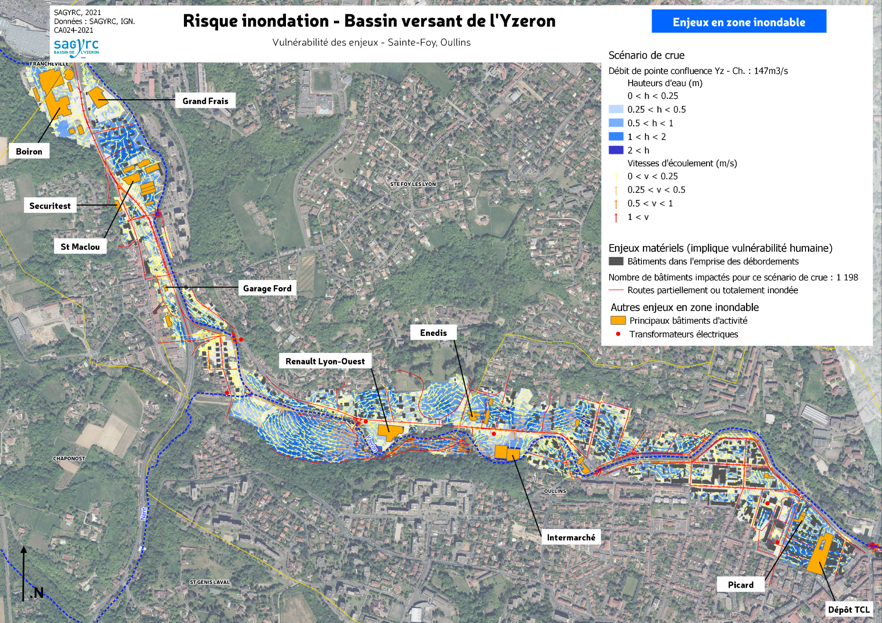 SAGYRC, 2021
Données : SAGYRC, IGN.
CA024-2021
sagyrc
BASSIN DE L'YZERON
Risque inondation - Bassin versant de l'Yzeron
Vulnérabilité des enjeux - Sainte-Foy, Oullins
Enjeux en zone inondable
Scénario de crue
Débit de pointe confluence Yz - Ch. : 147m3/s
Hauteurs d'eau (m)
0 < h < 0.25
0.25 < h < 0.5
0.5 < h < 1
1 < h < 2
2 < h
Vitesses d'écoulement (m/s)
0 < v < 0.25
0.25 < v < 0.5
0.5 < v < 1
1 < v
Enjeux matériels (implique vulnérabilité humaine)
Bâtiments dans l'emprise des débordements
Nombre de bâtiments impactés pour ce scénario de crue : 1 198
Routes partiellement ou totalement inondée
Autres enjeux en zone inondable
Principaux bâtiments d'activité
Transformateurs électriques
FRANCHEVILLE
Grand Frais
Boiron
STE FOY LES LYON
Securitest
St Maclou
Garage Ford
Enedis
Renault Lyon-Ouest
CHAPONOST
OULLINS
Intermarché
ST GENIS LAVAL
Picard
Dépôt TCL
.N